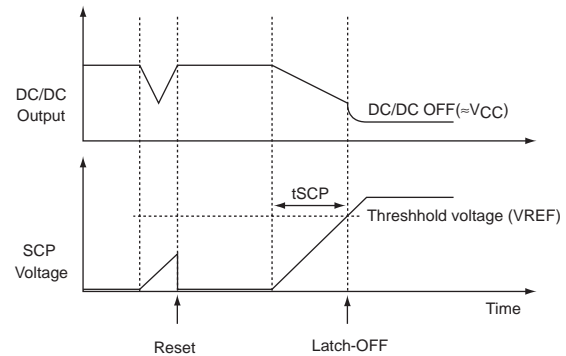 DC/DC
Output
DC/DC OFF(≈VCC)
tSCP
Threshhold voltage (VREF)
SCP
Voltage
Time
Reset
Latch-OFF